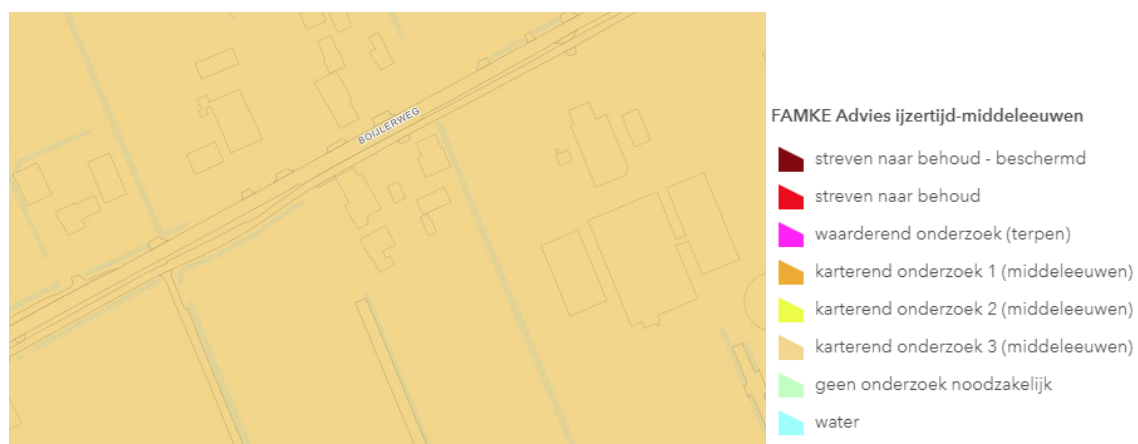 BOIJLERWEG
FAMKE Advies ijzertijd-middeleeuwen
streven naar behoud - beschermd
streven naar behoud
waarderend onderzoek (terpen)
karterend onderzoek 1 (middeleeuwen)
karterend onderzoek 2 (middeleeuwen)
karterend onderzoek 3 (middeleeuwen)
geen onderzoek noodzakelijk
water